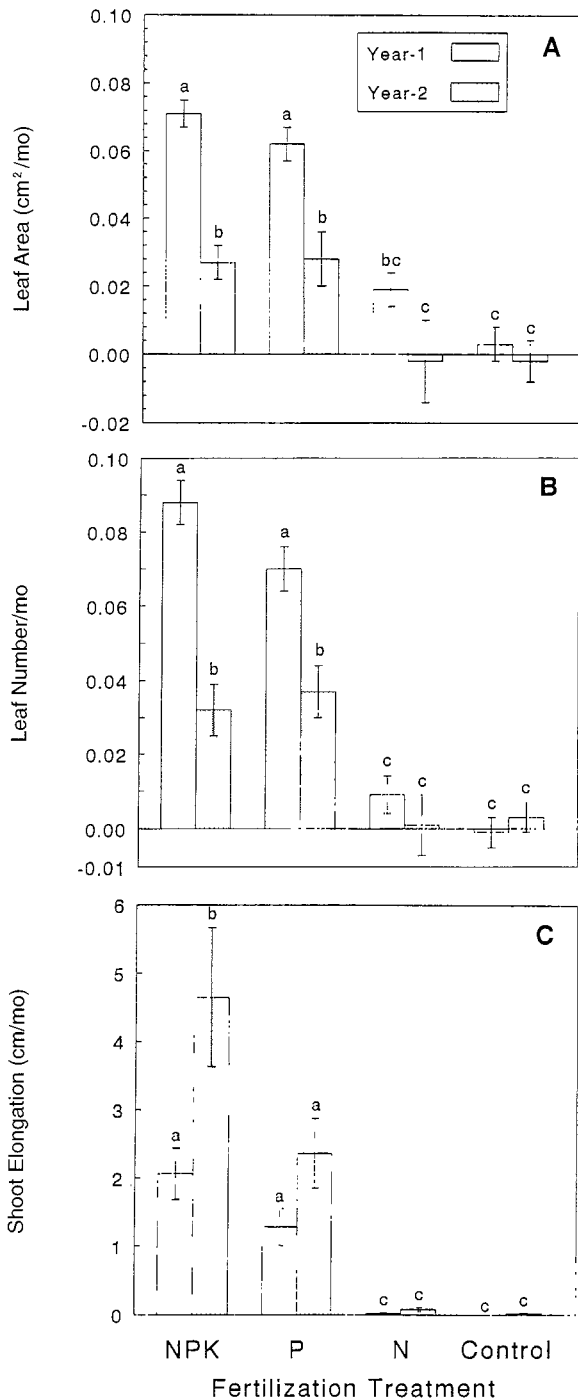 0.10
0.08
0.06
0.04
0.02
0.00
-0.02
Leaf Area (cm²/mo)
Year-1
Year-2
A
a
b
a
b
bc
c
c
c
0.10
0.08
0.06
0.04
0.02
0.00
-0.01
Leaf Number/mo
B
a
b
a
b
c
c
c
c
6
5
4
3
2
1
0
Shoot Elongation (cm/mo)
C
a
b
a
a
c
c
c
c
NPK
P
N
Control
Fertilization Treatment